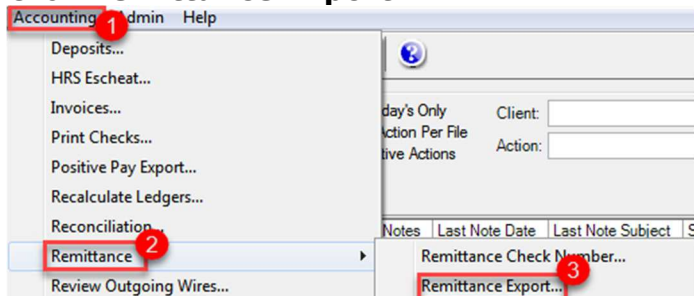 Accounting Admin Help
1
Deposits...
HRS Escheat...
Invoices...
day's Only Client:
Print Checks...
Action Per File
tive Actions Action:
Positive Pay Export...
Recalculate Ledgers...
Reconciliation...
Notes Last Note Date Last Note Subject S
2
Remittance
Remittance Check Number...
3
Review Outgoing Wires...
Remittance Export...